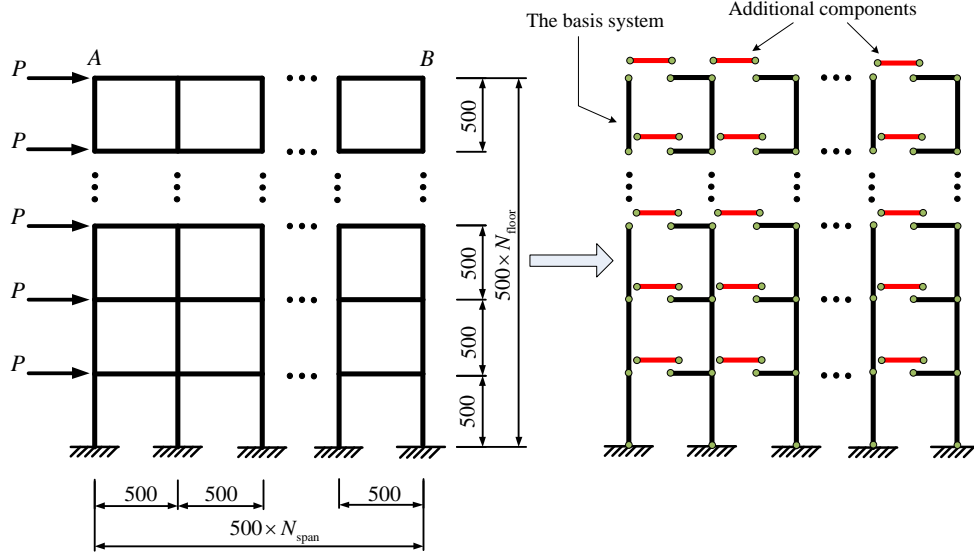 The basis system
Additional components
A
B
P
P
P
P
P
500
500
500
500
500 × N_floor
500
500
500
500 × N_span